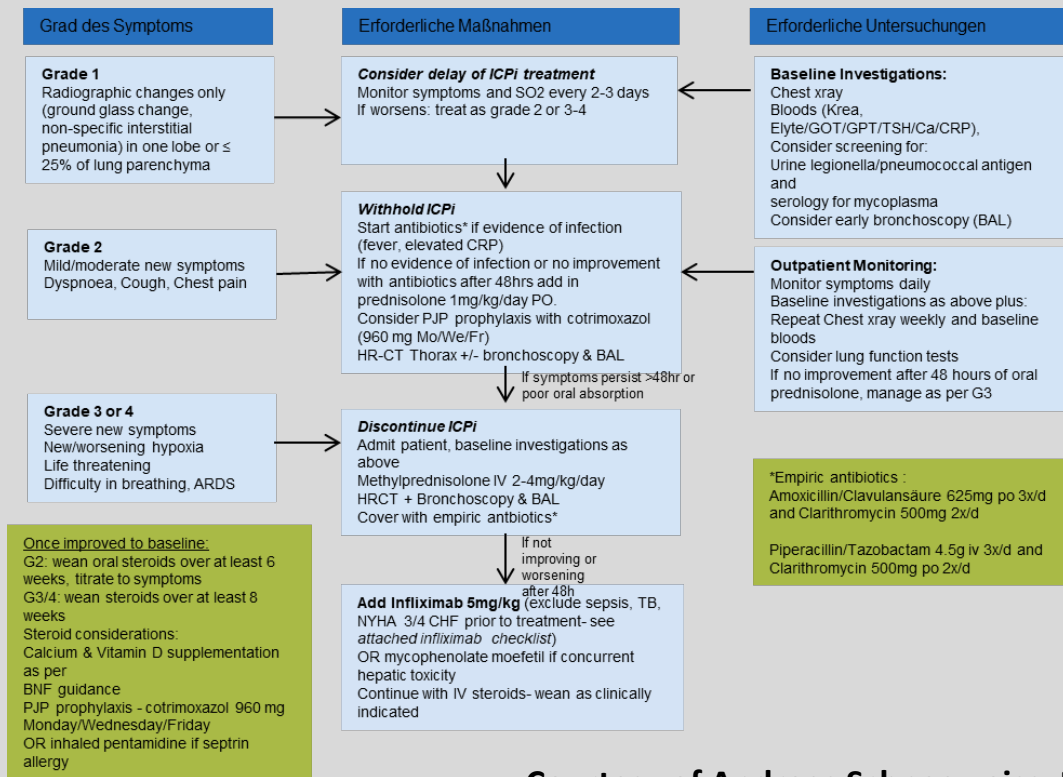 Grad des Symptoms
Erforderliche Maßnahmen
Erforderliche Untersuchungen
Grade 1
Radiographic changes only
(ground glass change,
non-specific interstitial
pneumonia) in one lobe or ≤
25% of lung parenchyma
Consider delay of ICPi treatment
Monitor symptoms and SO2 every 2-3 days
If worsens: treat as grade 2 or 3-4
Baseline Investigations:
Chest xray
Bloods (Krea,
Elyte/GOT/GPT/TSH/Ca/CRP),
Consider screening for:
Urine legionella/pneumococcal antigen
and
serology for mycoplasma
Consider early bronchoscopy (BAL)
Grade 2
Mild/moderate new symptoms
Dyspnoea, Cough, Chest pain
Withhold ICPi
Start antibiotics* if evidence of infection
(fever, elevated CRP)
If no evidence of infection or no improvement
with antibiotics after 48hrs add in
prednisolone 1mg/kg/day PO.
Consider PJP prophylaxis with cotrimoxazol
(960 mg Mo/We/Fr)
HR-CT Thorax +/- bronchoscopy & BAL
Outpatient Monitoring:
Monitor symptoms daily
Baseline investigations as above plus:
Repeat Chest xray weekly and baseline
bloods
Consider lung function tests
If no improvement after 48 hours of oral
prednisolone, manage as per G3
If symptoms persist >48hr or
poor oral absorption
Grade 3 or 4
Severe new symptoms
New/worsening hypoxia
Life threatening
Difficulty in breathing, ARDS
Discontinue ICPi
Admit patient, baseline investigations as
above
Methylprednisolone IV 2-4mg/kg/day
HRCT + Bronchoscopy & BAL
Cover with empiric antbiotics*
*Empiric antibiotics :
Amoxicillin/Clavulansäure 625mg po 3x/d
and Clarithromycin 500mg 2x/d
Piperacillin/Tazobactam 4.5g iv 3x/d and
Clarithromycin 500mg po 2x/d
If not
improving or
worsening
after 48h
Once improved to baseline:
G2: wean oral steroids over at least 6
weeks, titrate to symptoms
G3/4: wean steroids over at least 8
weeks
Steroid considerations:
Calcium & Vitamin D supplementation
as per
BNF guidance
PJP prophylaxis - cotrimoxazol 960 mg
Monday/Wednesday/Friday
OR inhaled pentamidine if septrin
allergy
Add Infliximab 5mg/kg (exclude sepsis, TB,
NYHA 3/4 CHF prior to treatment- see
attached infliximab checklist)
OR mycophenolate moefetil if concurrent
hepatic toxicity
Continue with IV steroids- wean as clinically
indicated